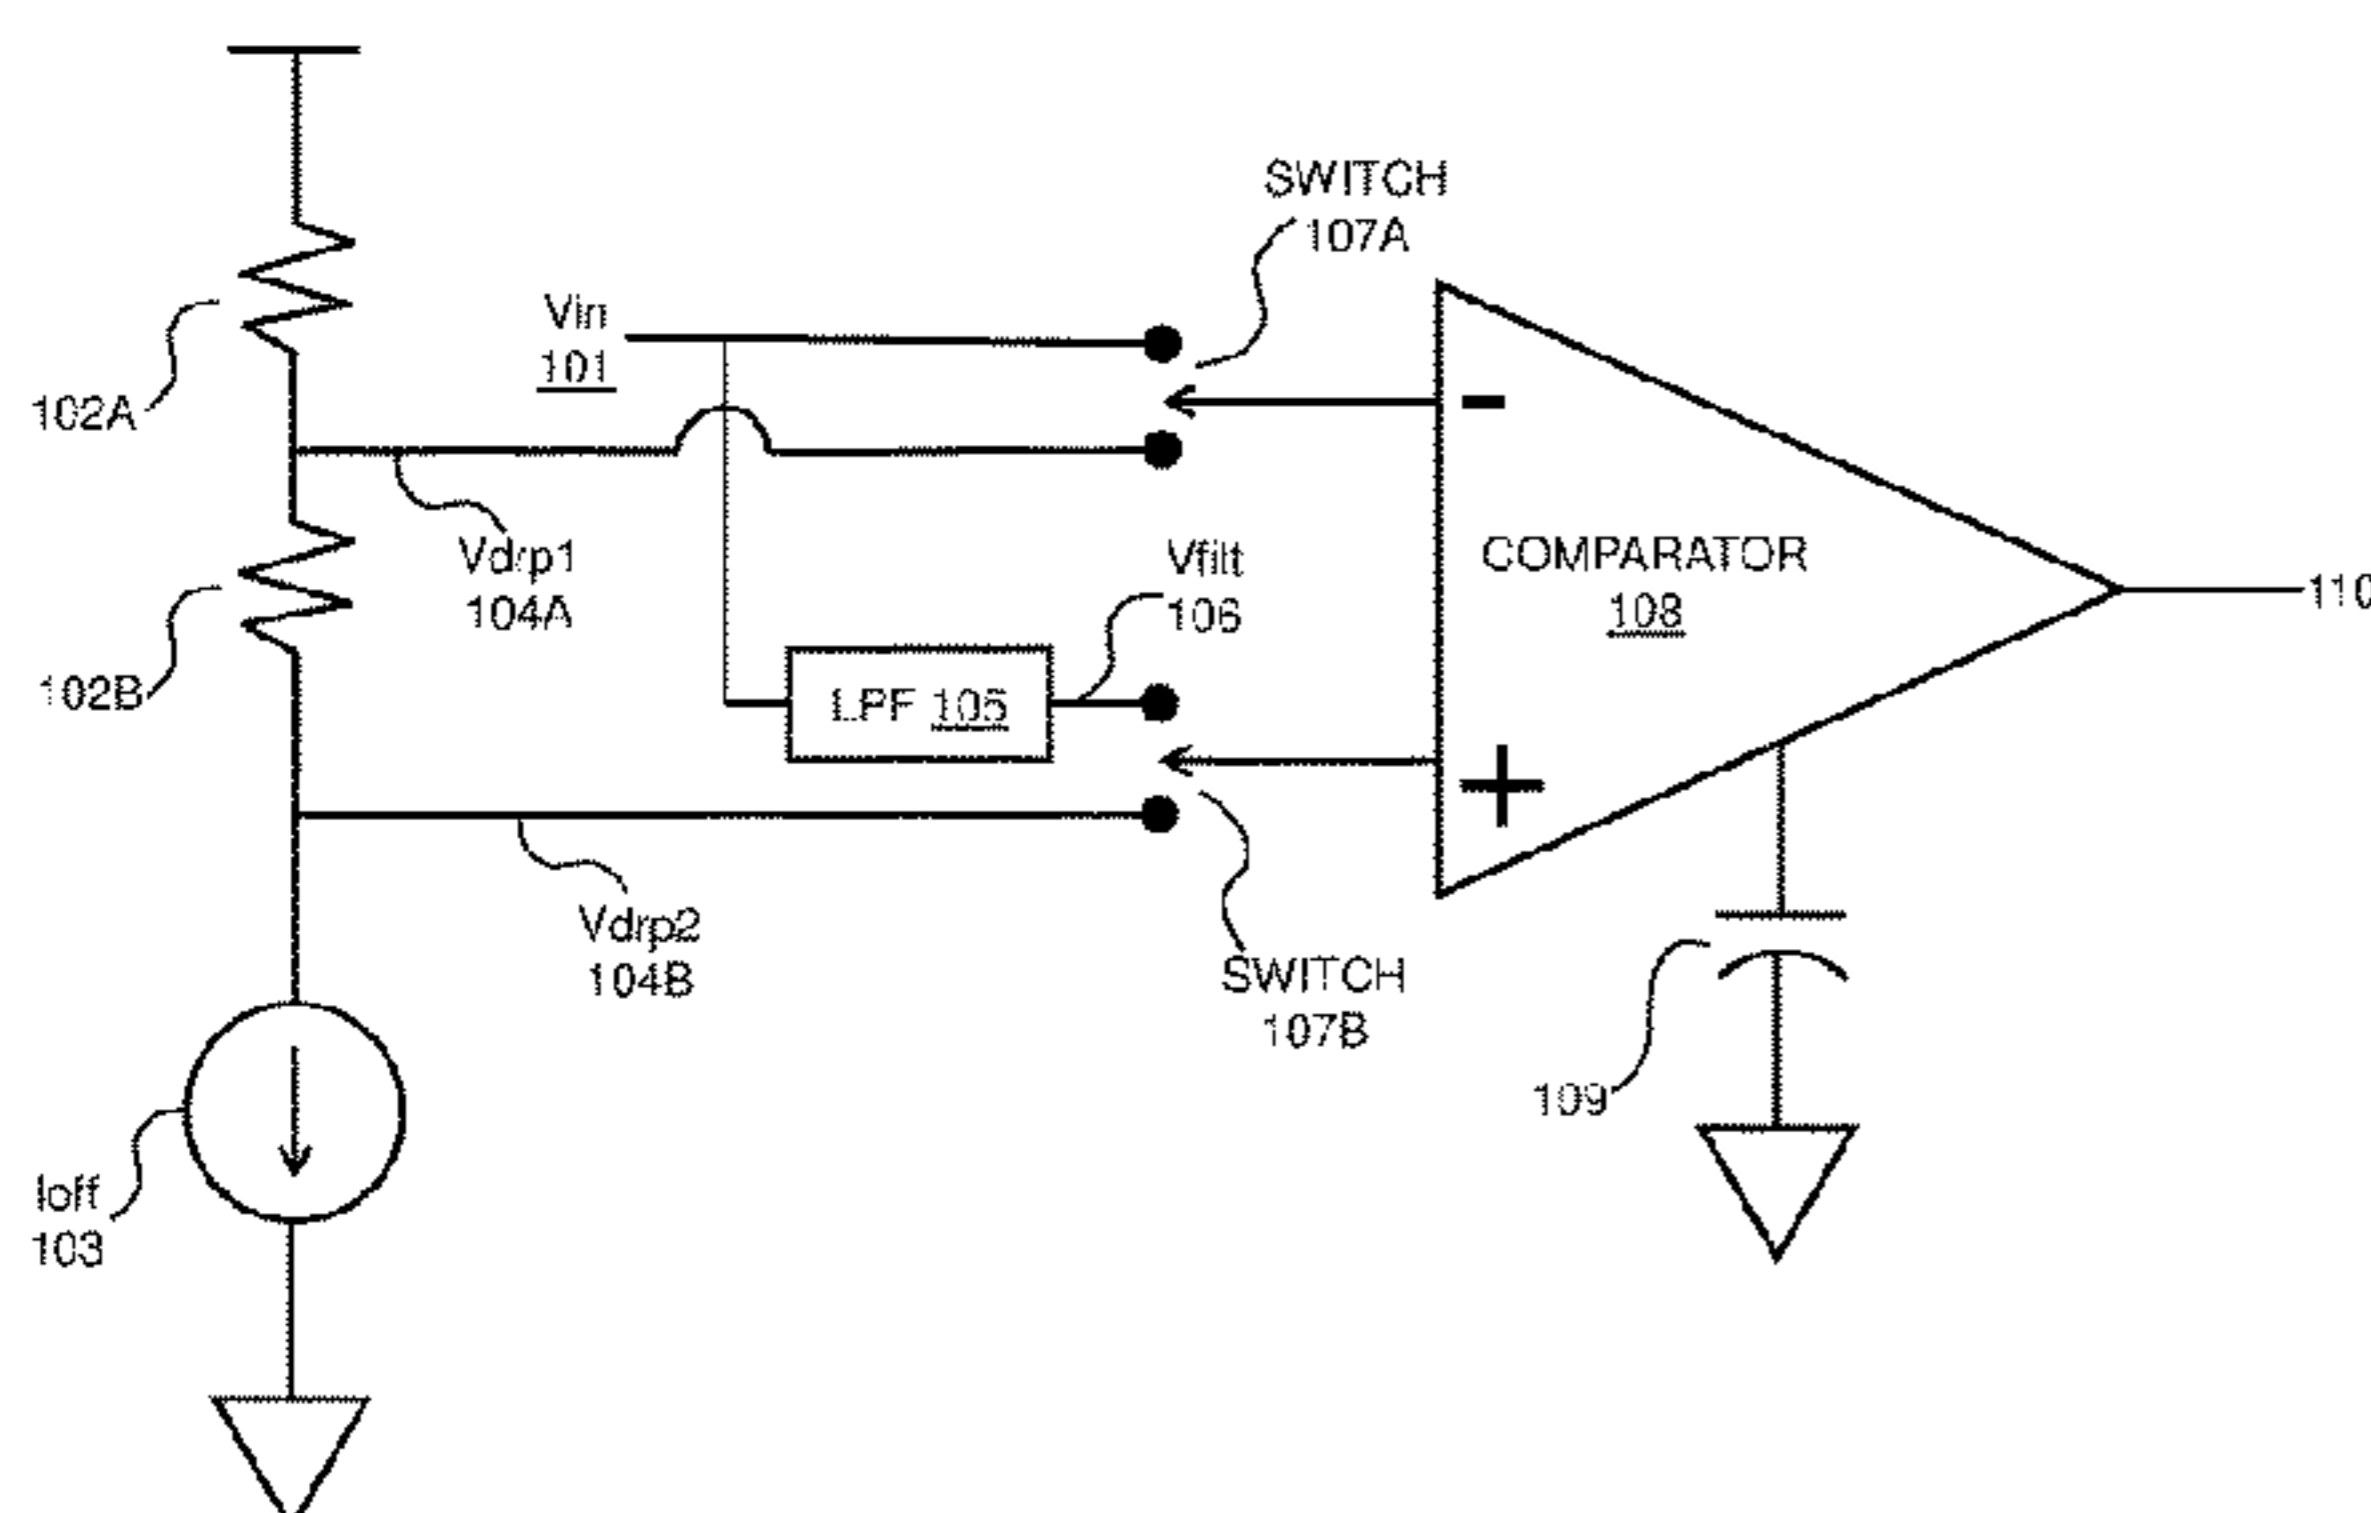 SWITCH
107A
Vin
101
102A
-
Vdrp1
104A
Vfilt
106
COMPARATOR
108
110
102B
LPF 105
+
Vdrp2
104B
SWITCH
107B
109
Ioff
103